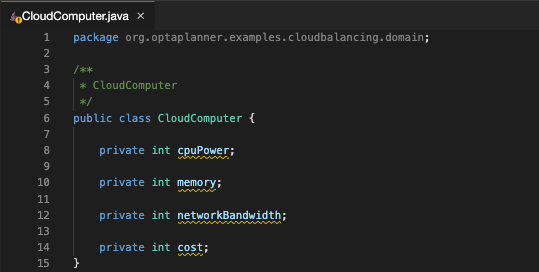 CloudComputer.java ×
1 package org.optaplanner.examples.cloudbalancing.domain;
2
3 /**
4 * CloudComputer
5 */
6 public class CloudComputer {
7
8 private int cpuPower;
9
10 private int memory;
11
12 private int networkBandwidth;
13
14 private int cost;
15 }